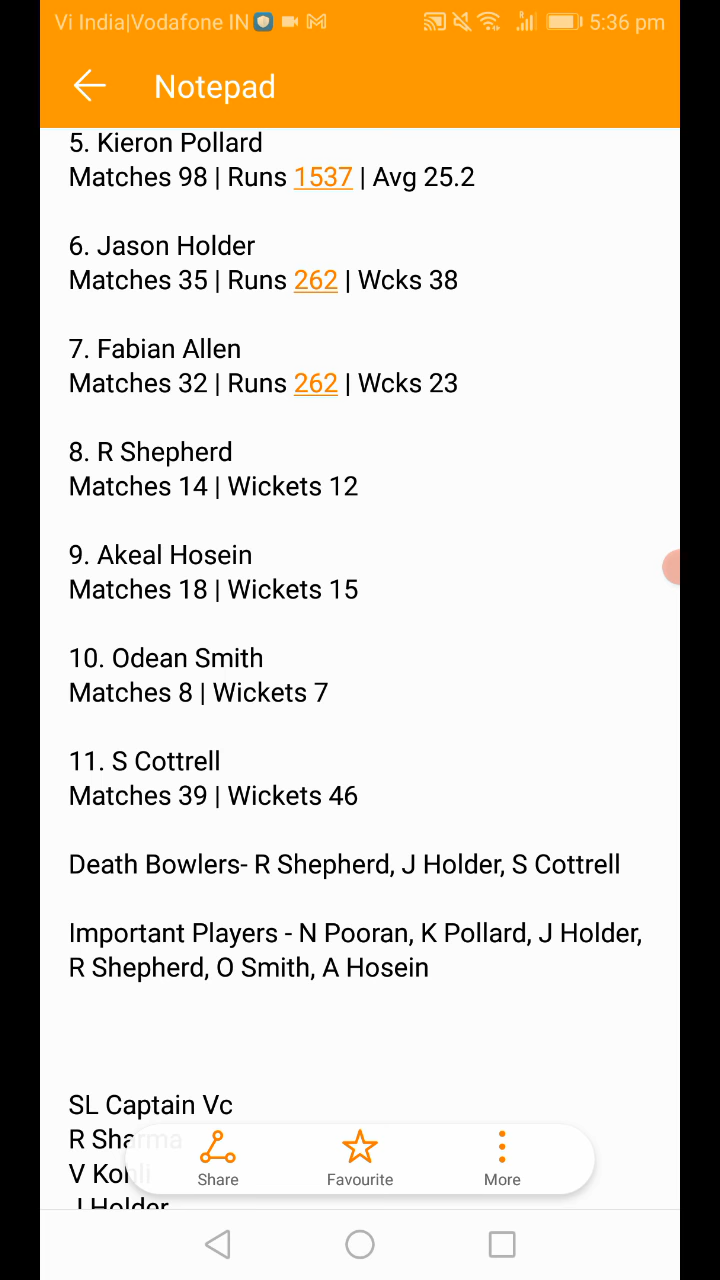 Vi India|Vodafone IN 5:36 pm
Notepad
5. Kieron Pollard
Matches 98 | Runs 1537 | Avg 25.2
6. Jason Holder
Matches 35 | Runs 262 | Wcks 38
7. Fabian Allen
Matches 32 | Runs 262 | Wcks 23
8. R Shepherd
Matches 14 | Wickets 12
9. Akeal Hosein
Matches 18 | Wickets 15
10. Odean Smith
Matches 8 | Wickets 7
11. S Cottrell
Matches 39 | Wickets 46
Death Bowlers- R Shepherd, J Holder, S Cottrell
Important Players - N Pooran, K Pollard, J Holder,
R Shepherd, O Smith, A Hosein
SL Captain Vc
R Sharma
V Kohli
J Holder
Share Favourite More